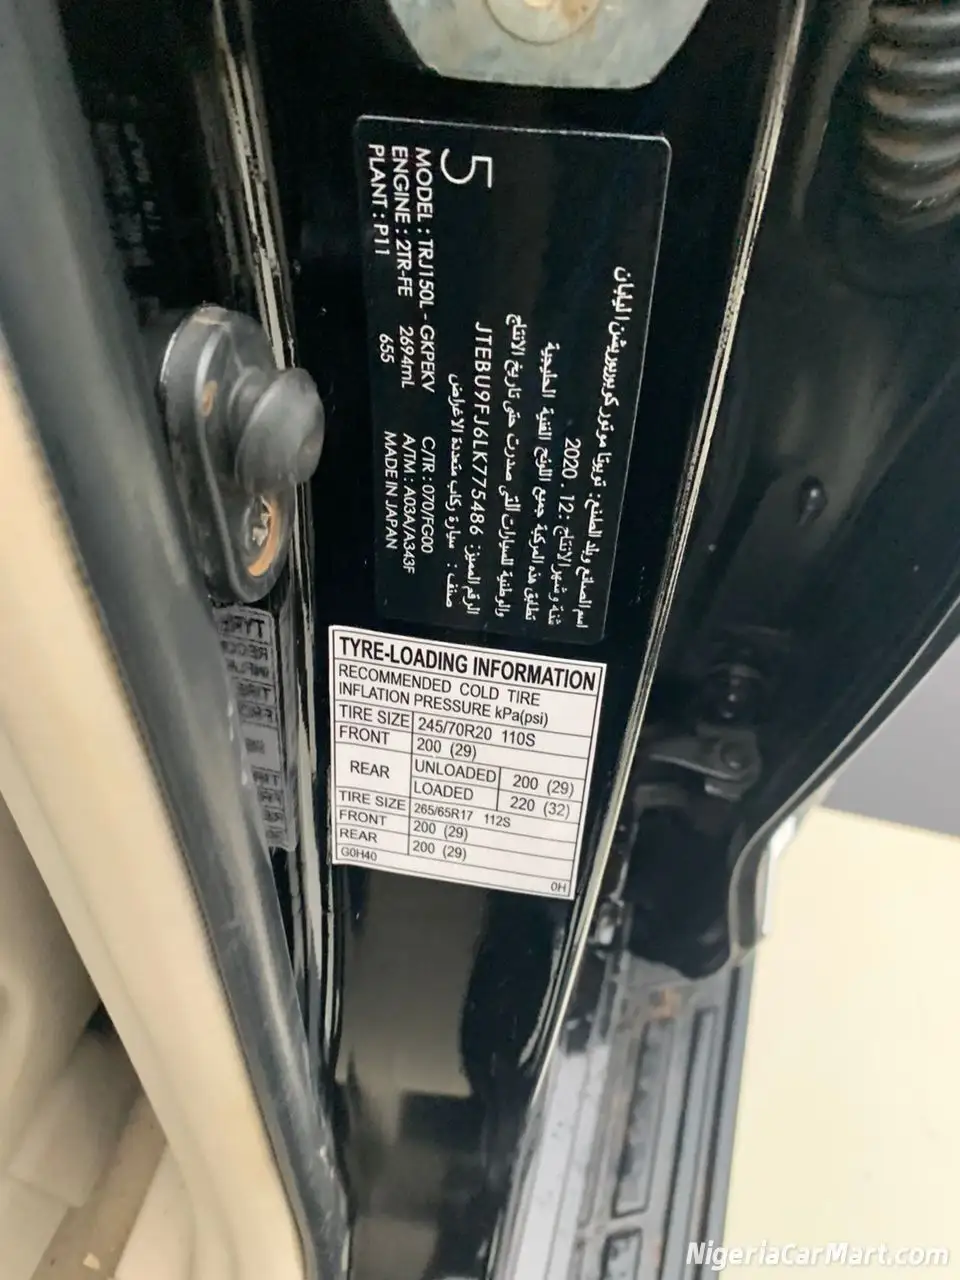 اسم الصانع وبلد الصنع : تويوتا موتور كوربوريشن اليابان
سنة وشهر الانتاج : 12 . 2020
تطابق هذه المركبة جميع اللوائح الفنية الخليجية
والوطنية للسيارات التي صدرت حتى تاريخ الانتاج
الرقم المميز: JTEBU9FJ6LK775486
صنف : سيارة ركاب متعددة الاغراض
5
MODEL : TRJ150L - GKPEKV C/TR : 070/FG00
ENGINE : 2TR-FE 2694mL A/TM : A03A/A343F
PLANT : P11 655 MADE IN JAPAN
TYRE-LOADING INFORMATION
RECOMMENDED COLD TIRE
INFLATION PRESSURE kPa(psi)
TIRE SIZE 245/70R20 110S
FRONT 200 (29)
REAR UNLOADED 200 (29)
LOADED 220 (32)
TIRE SIZE 265/65R17 112S
FRONT 200 (29)
REAR 200 (29)
G0H40 0H
NigeriaCarMart.com